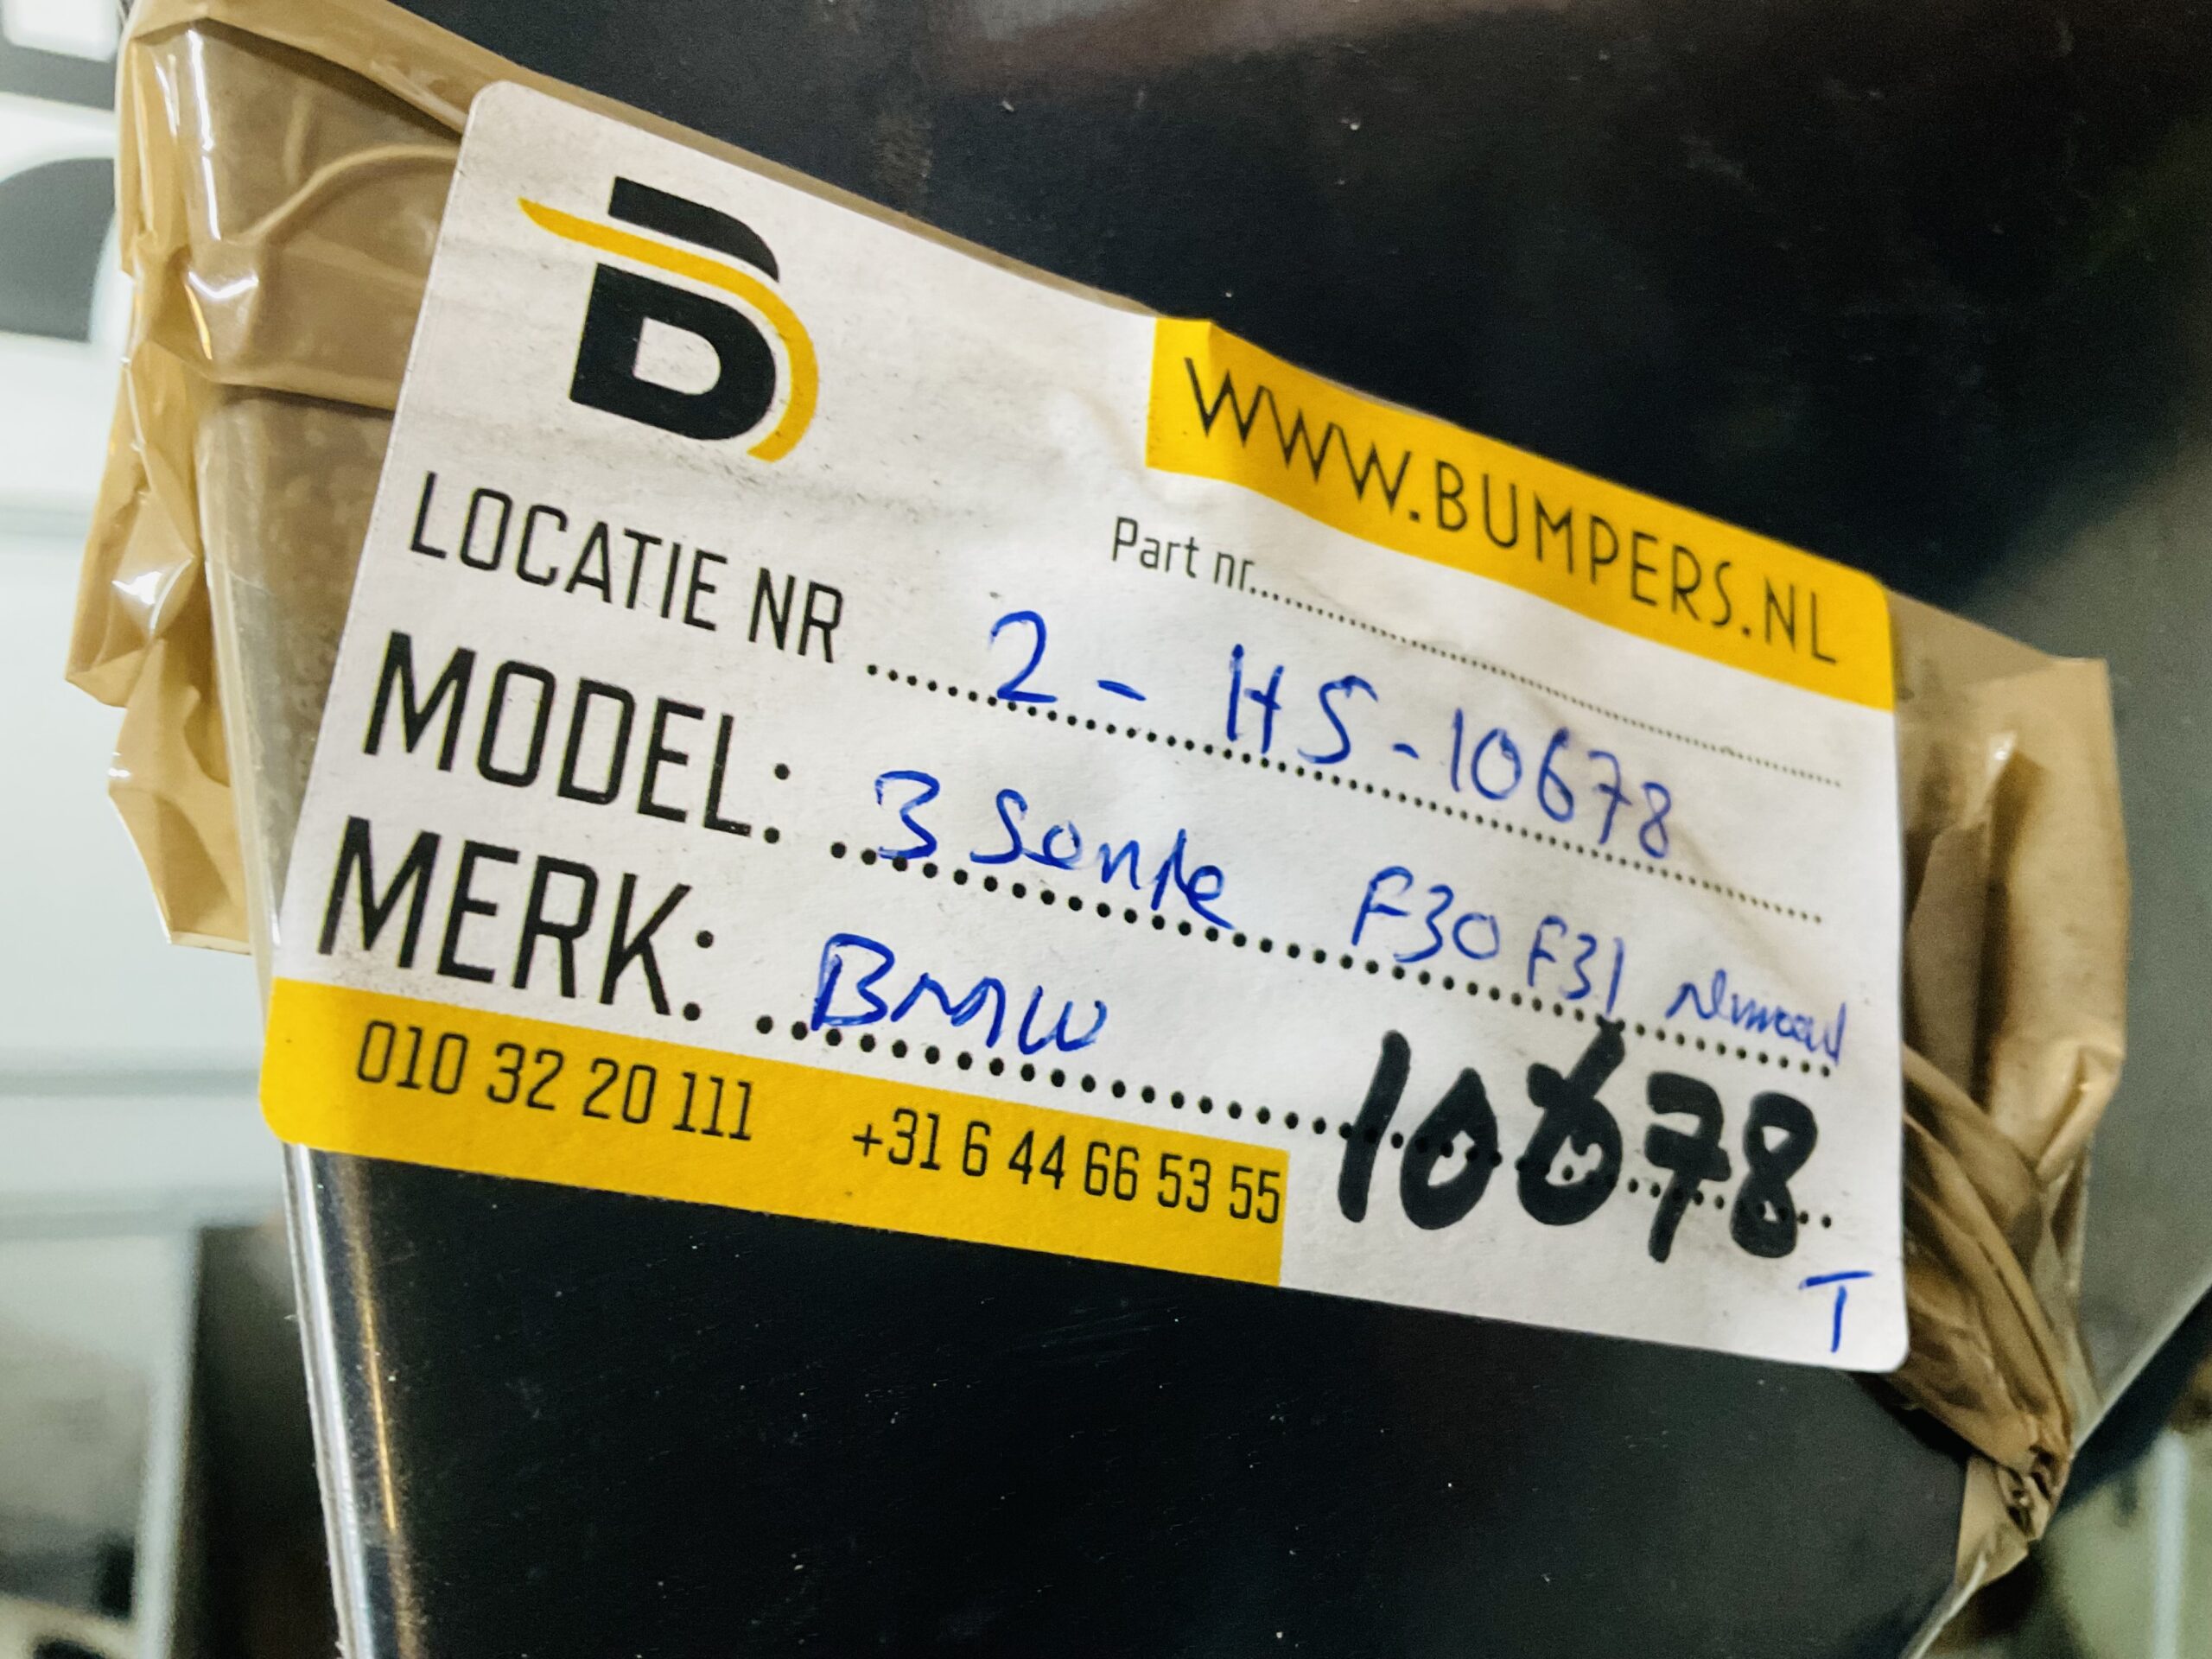 B
WWW.BUMPERS.NL
Part nr..........
LOCATIE NR ..... 2 - HS - 10678
MODEL: ..... 3 Serie F30 F31
MERK: ..... BMW
10678
010 32 20 111 +31 6 44 66 53 55
T